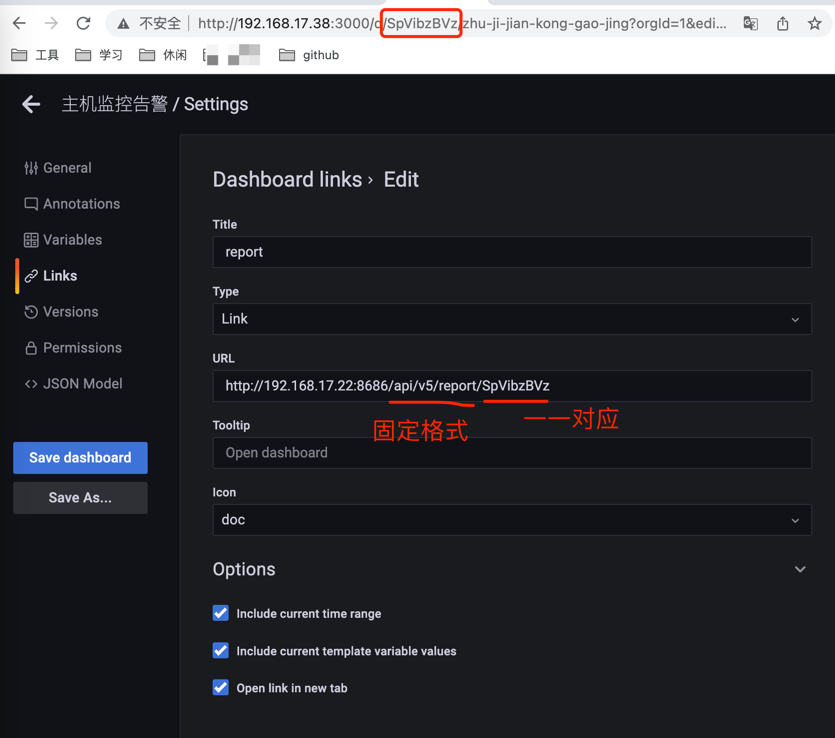 不安全 | http://192.168.17.38:3000/d/SpVibzBVz/zhu-ji-jian-kong-gao-jing?orgId=1&edi...
工具 学习 休闲 github
主机监控告警 / Settings
General
Annotations
Variables
Links
Versions
Permissions
JSON Model
Save dashboard
Save As...
Dashboard links › Edit
Title
report
Type
Link
URL
http://192.168.17.22:8686/api/v5/report/SpVibzBVz
固定格式 一一对应
Tooltip
Open dashboard
Icon
doc
Options
Include current time range
Include current template variable values
Open link in new tab